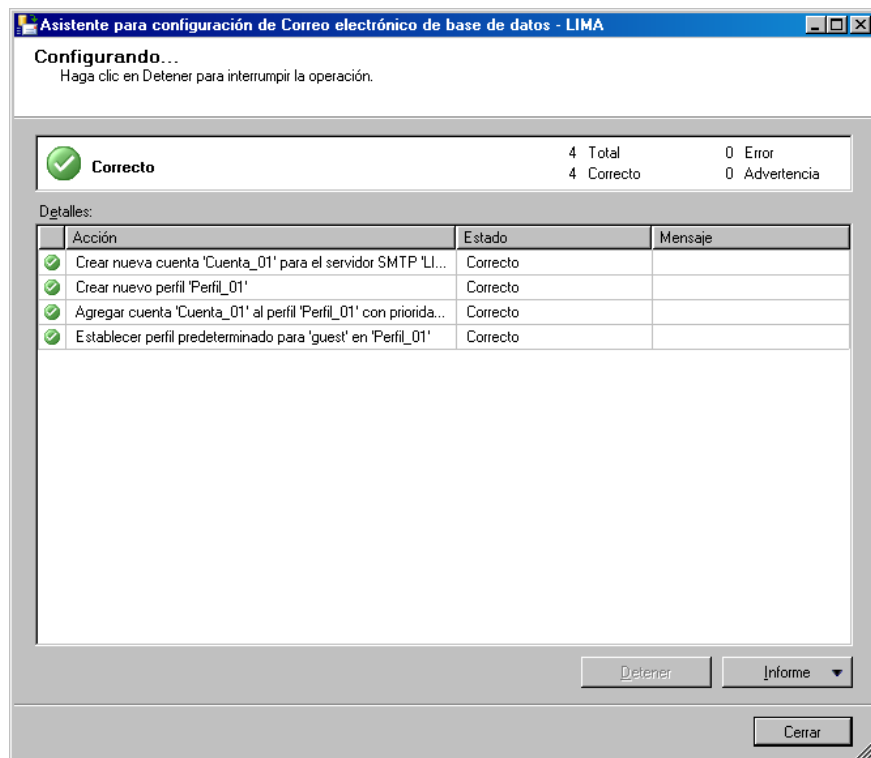 Asistente para configuración de Correo electrónico de base de datos - LIMA
Configurando...
Haga clic en Detener para interrumpir la operación.
Correcto
4 Total 0 Error
4 Correcto 0 Advertencia
Detalles:
Acción Estado Mensaje
Crear nueva cuenta 'Cuenta_01' para el servidor SMTP 'LI... Correcto
Crear nuevo perfil 'Perfil_01' Correcto
Agregar cuenta 'Cuenta_01' al perfil 'Perfil_01' con priorida... Correcto
Establecer perfil predeterminado para 'guest' en 'Perfil_01' Correcto
Detener Informe
Cerrar